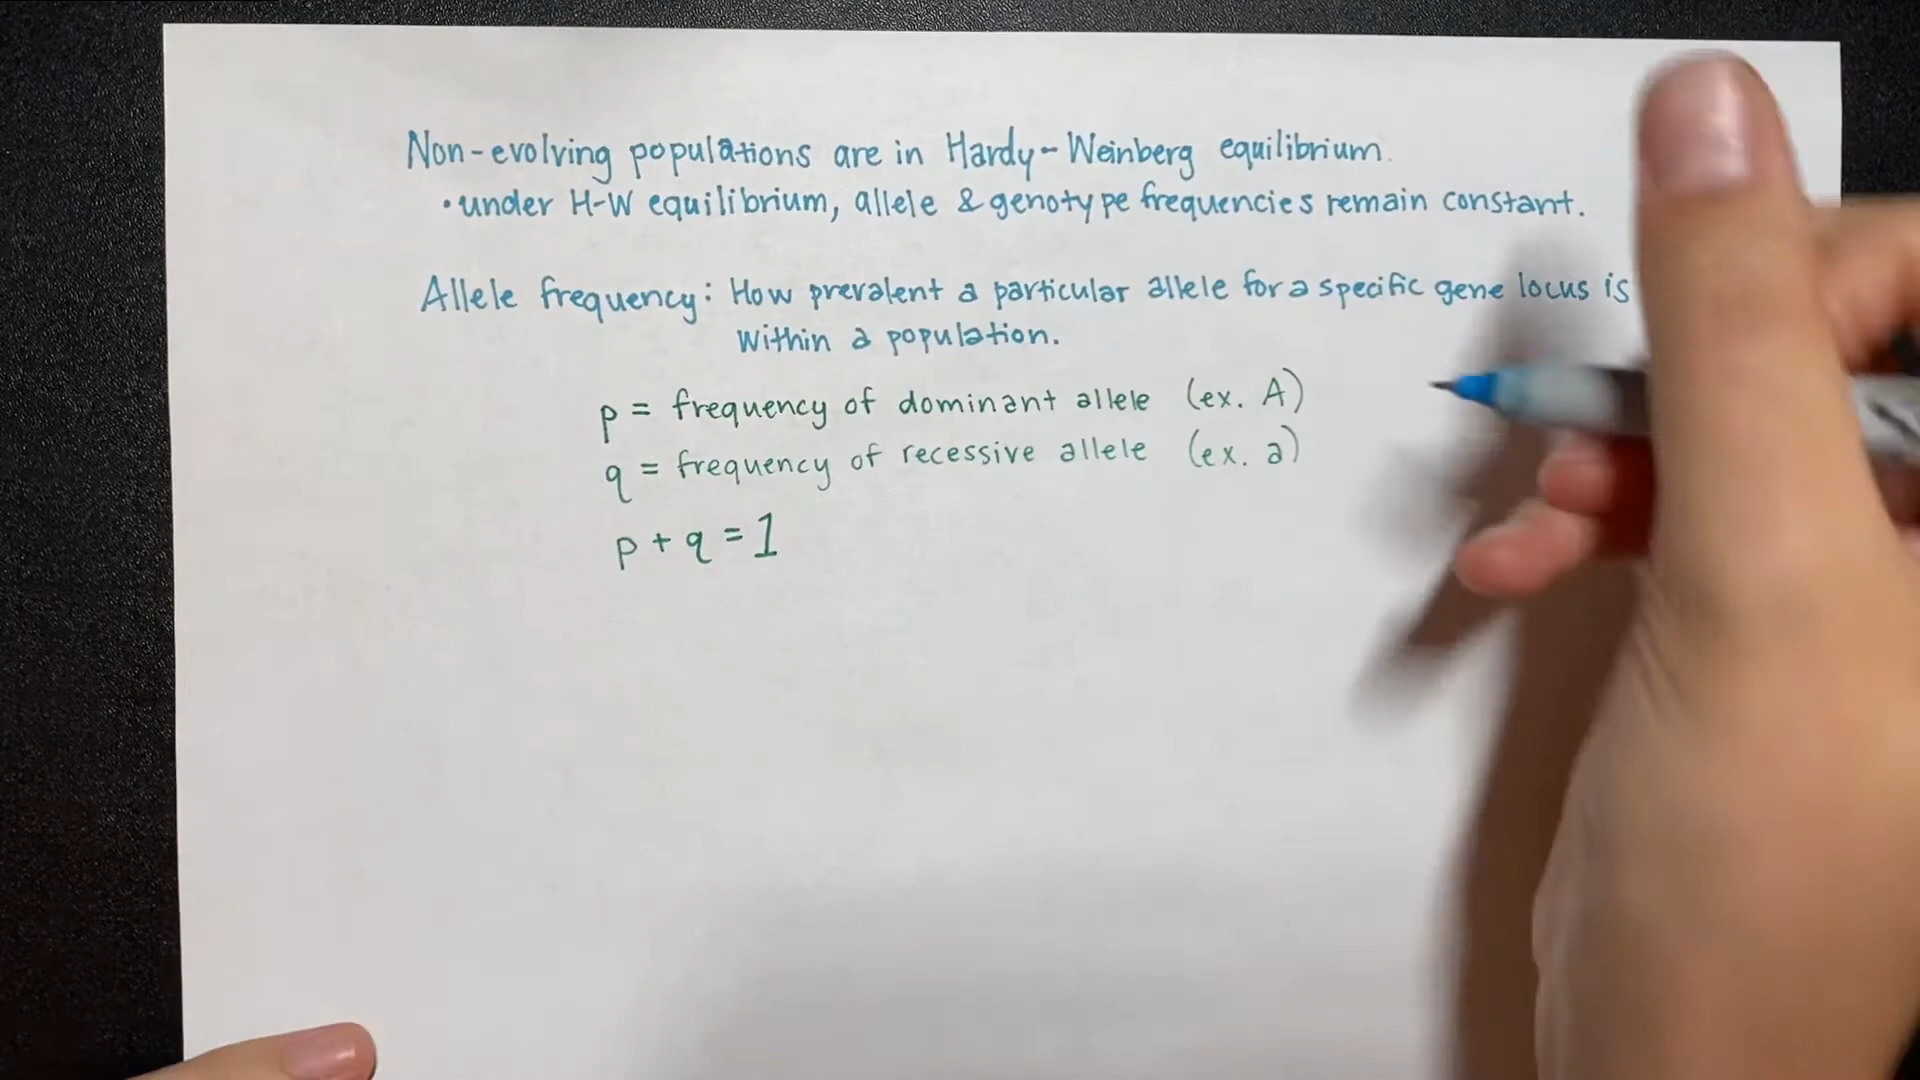 Non-evolving populations are in Hardy-Weinberg equilibrium.
• under H-W equilibrium, allele & genotype frequencies remain constant.
Allele frequency: How prevalent a particular allele for a specific gene locus is
within a population.
p = frequency of dominant allele (ex. A)
q = frequency of recessive allele (ex. a)
p + q = 1